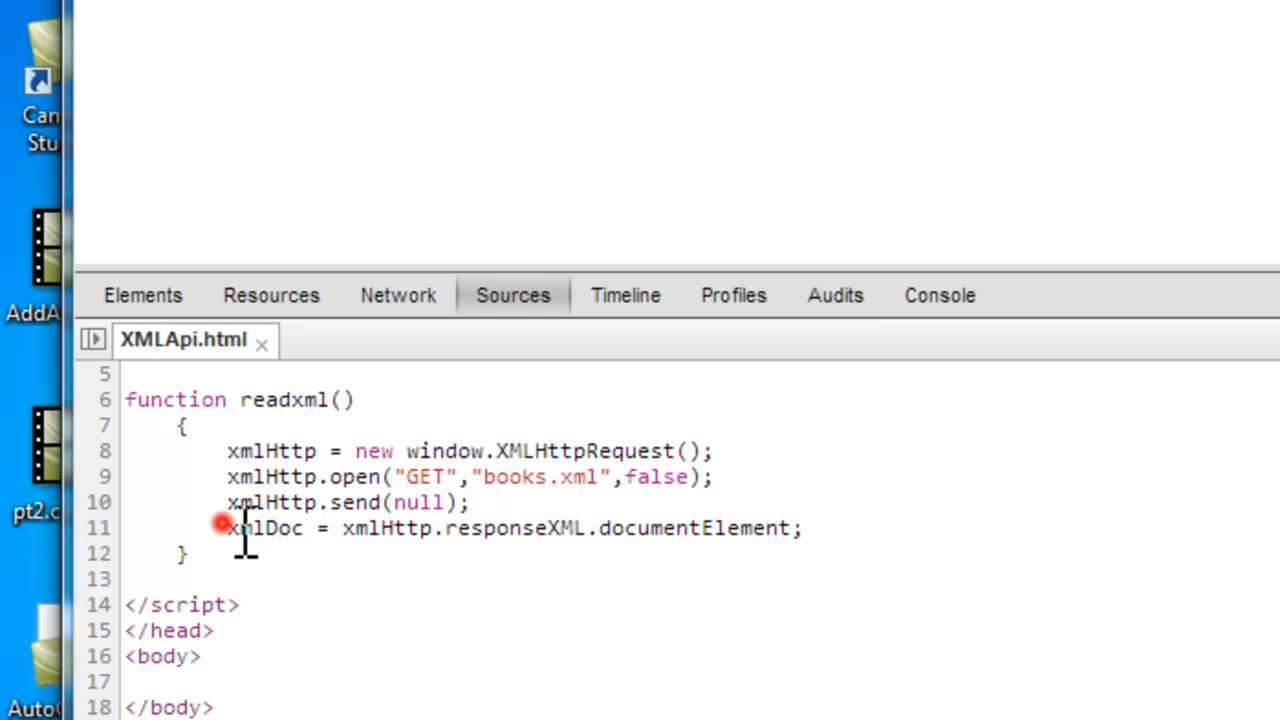 Cam
Stu
AddA
pt2.c
Auto
Elements Resources Network Sources Timeline Profiles Audits Console
XMLApi.html
5
6 function readxml()
7 {
8 xmlHttp = new window.XMLHttpRequest();
9 xmlHttp.open("GET","books.xml",false);
10 xmlHttp.send(null);
11 xmlDoc = xmlHttp.responseXML.documentElement;
12 }
13
14 </script>
15 </head>
16 <body>
17
18 </body>